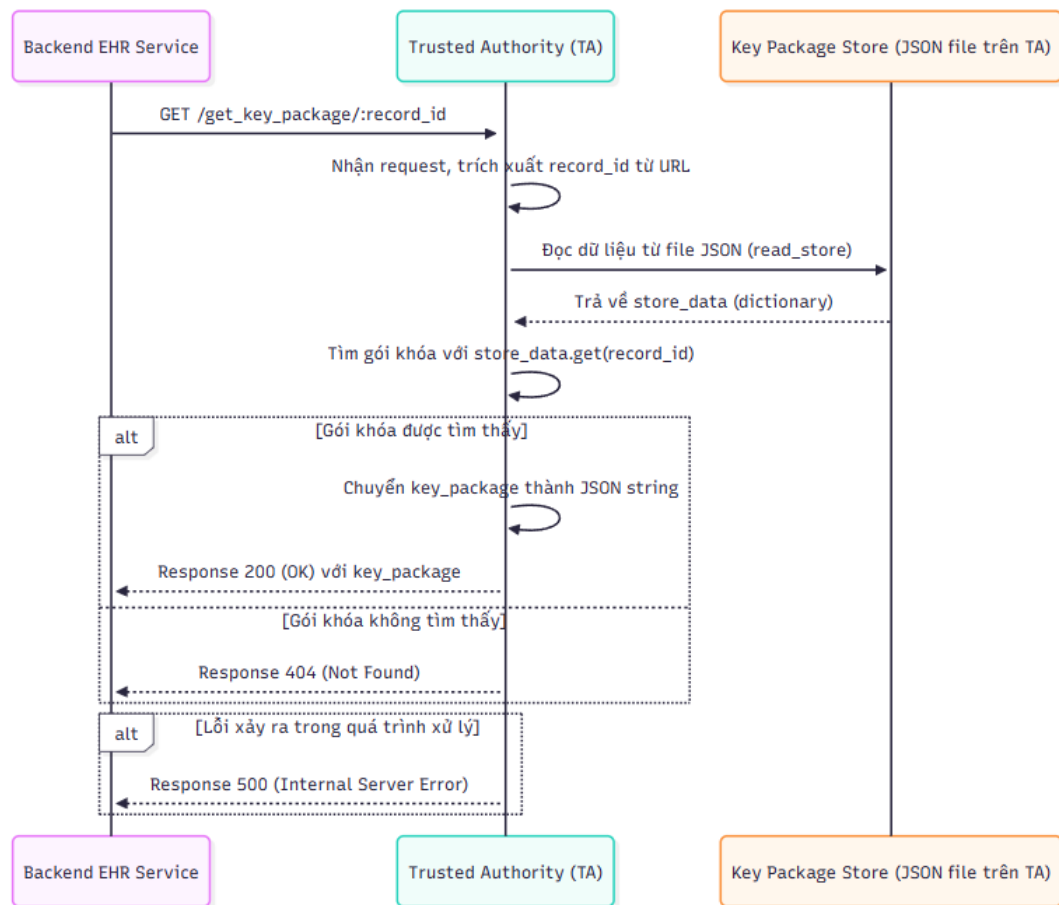 Backend EHR Service
Trusted Authority (TA)
Key Package Store (JSON file trên TA)
GET /get_key_package/:record_id
Nhận request, trích xuất record_id từ URL
Đọc dữ liệu từ file JSON (read_store)
Trả về store_data (dictionary)
Tìm gói khóa với store_data.get(record_id)
alt
[Gói khóa được tìm thấy]
Chuyển key_package thành JSON string
Response 200 (OK) với key_package
[Gói khóa không tìm thấy]
Response 404 (Not Found)
alt
[Lỗi xảy ra trong quá trình xử lý]
Response 500 (Internal Server Error)
Backend EHR Service
Trusted Authority (TA)
Key Package Store (JSON file trên TA)